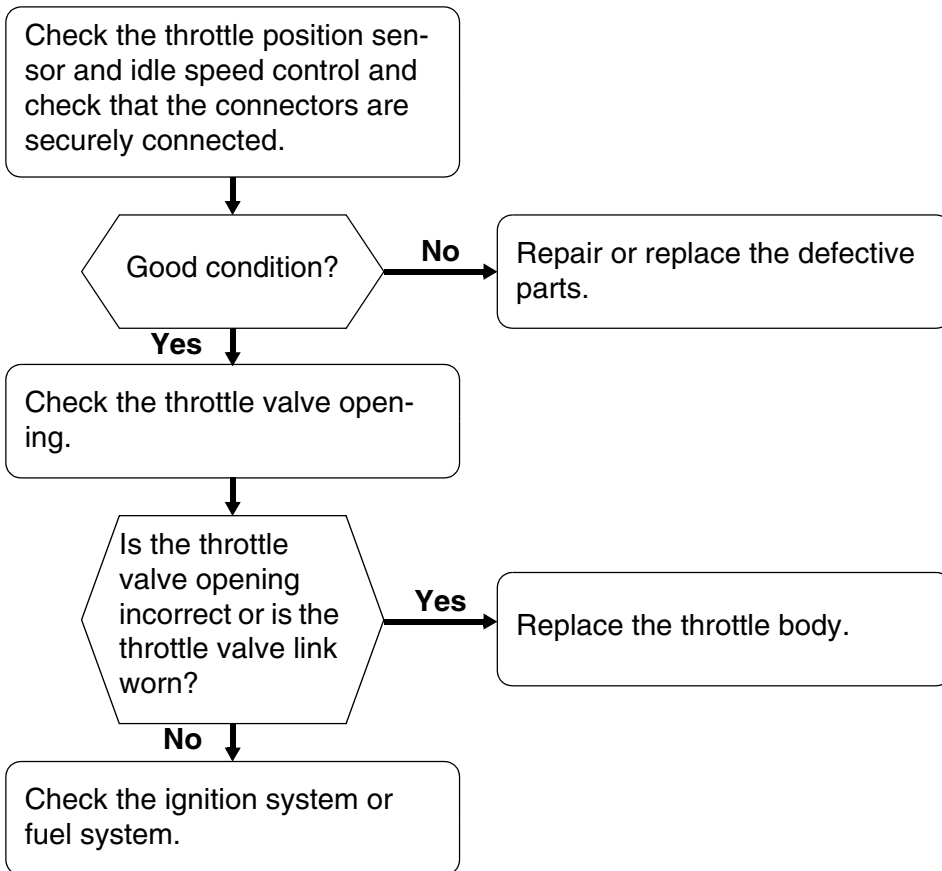 Check the throttle position sen-
sor and idle speed control and
check that the connectors are
securely connected.
Good condition?
No
Repair or replace the defective
parts.
Yes
Check the throttle valve open-
ing.
Is the throttle
valve opening
incorrect or is the
throttle valve link
worn?
Yes
Replace the throttle body.
No
Check the ignition system or
fuel system.